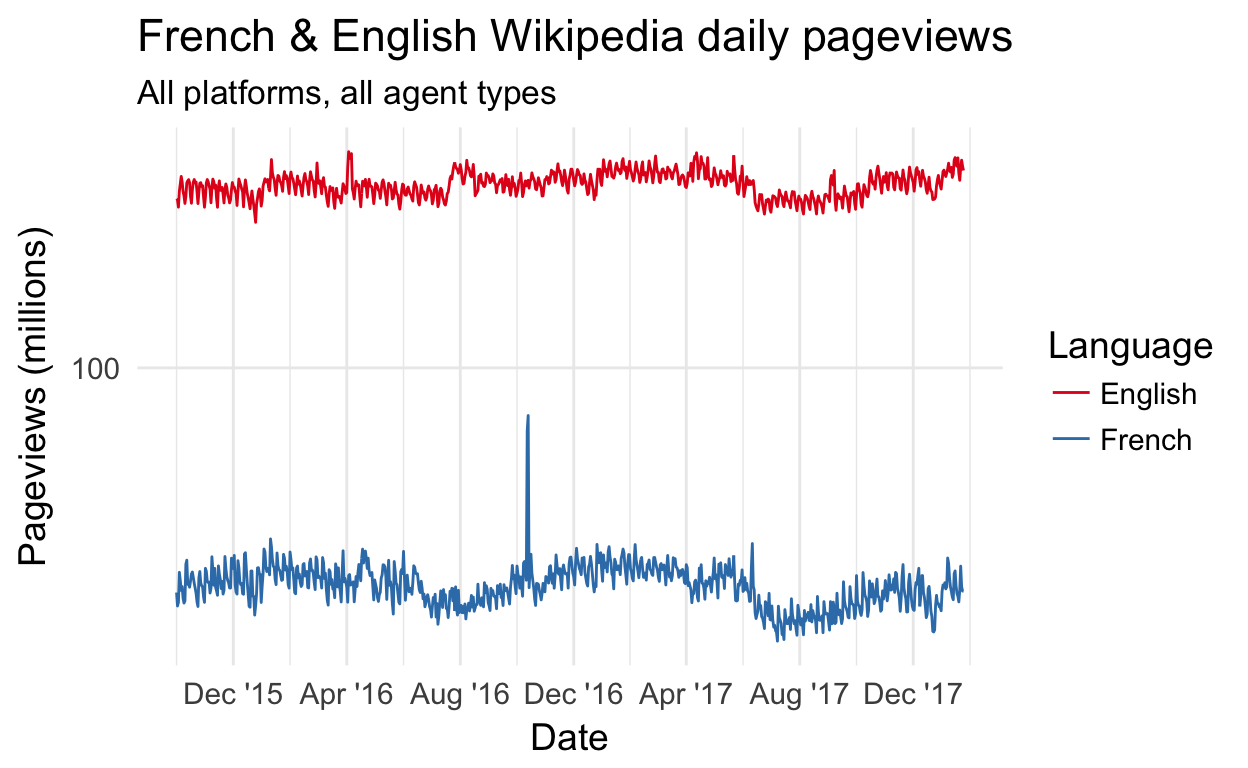 French & English Wikipedia daily pageviews
All platforms, all agent types
Pageviews (millions)
100
Language
English
French
Dec '15
Apr '16
Aug '16
Dec '16
Apr '17
Aug '17
Dec '17
Date